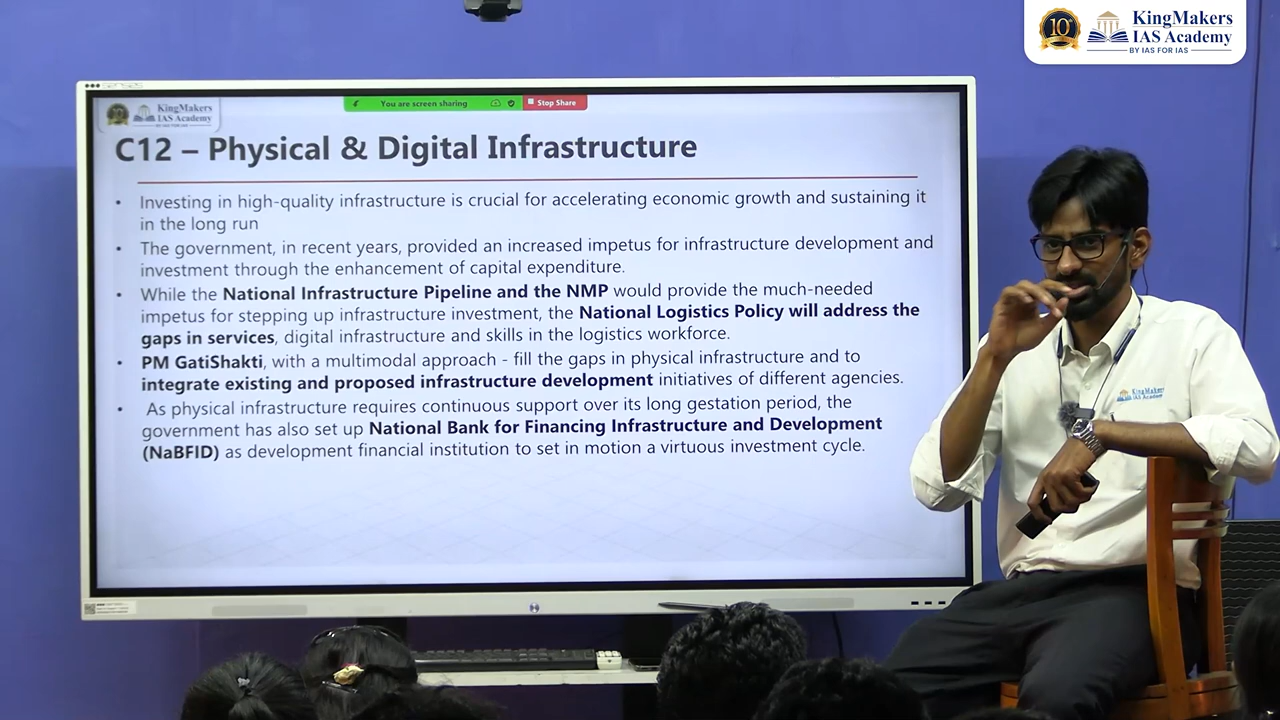 10
KingMakers
IAS Academy
BY IAS FOR IAS
You are screen sharing
Stop Share
KingMakers
IAS Academy
BY IAS FOR IAS
C12 – Physical & Digital Infrastructure
• Investing in high-quality infrastructure is crucial for accelerating economic growth and sustaining it
in the long run
• The government, in recent years, provided an increased impetus for infrastructure development and
investment through the enhancement of capital expenditure.
• While the National Infrastructure Pipeline and the NMP would provide the much-needed
impetus for stepping up infrastructure investment, the National Logistics Policy will address the
gaps in services, digital infrastructure and skills in the logistics workforce.
• PM GatiShakti, with a multimodal approach - fill the gaps in physical infrastructure and to
integrate existing and proposed infrastructure development initiatives of different agencies.
• As physical infrastructure requires continuous support over its long gestation period, the
government has also set up National Bank for Financing Infrastructure and Development
(NaBFID) as development financial institution to set in motion a virtuous investment cycle.
KingMakers
IAS Academy